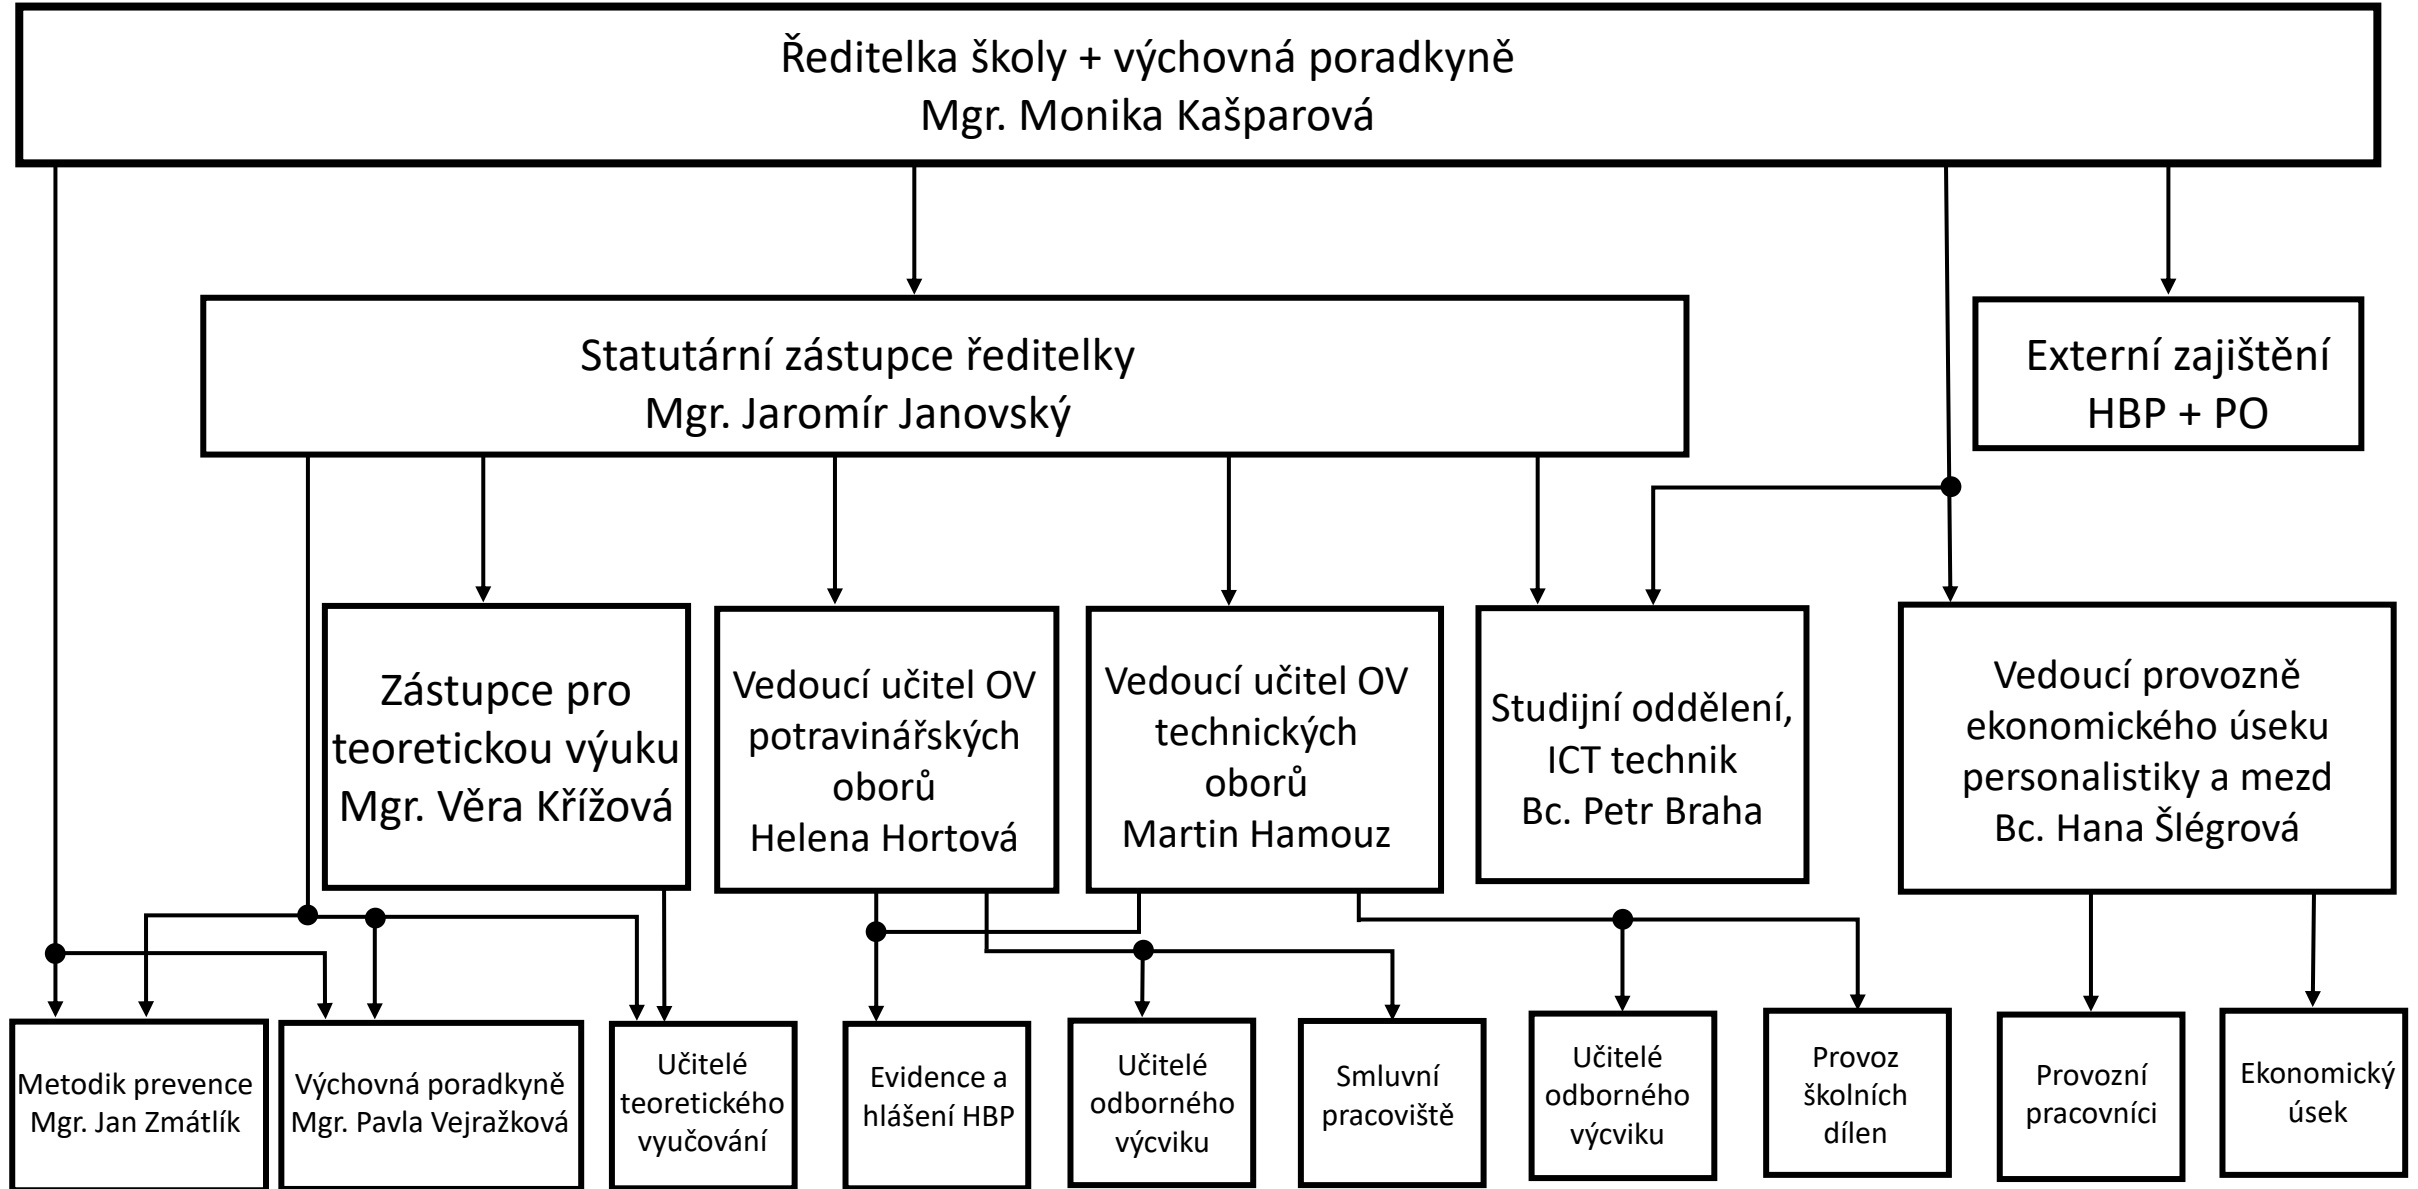 Ředitelka školy + výchovná poradkyně
Mgr. Monika Kašparová
Statutární zástupce ředitelky
Mgr. Jaromír Janovský
Externí zajištění
HBP + PO
Zástupce pro
teoretickou výuku
Mgr. Věra Křížová
Vedoucí učitel OV
potravinářských
oborů
Helena Hortová
Vedoucí učitel OV
technických
oborů
Martin Hamouz
Studijní oddělení,
ICT technik
Bc. Petr Braha
Vedoucí provozně
ekonomického úseku
personalistiky a mezd
Bc. Hana Šlégrová
Metodik prevence
Mgr. Jan Zmátlík
Výchovná poradkyně
Mgr. Pavla Vejražková
Učitelé
teoretického
vyučování
Evidence a
hlášení HBP
Učitelé
odborného
výcviku
Smluvní
pracoviště
Učitelé
odborného
výcviku
Provoz
školních
dílen
Provozní
pracovníci
Ekonomický
úsek